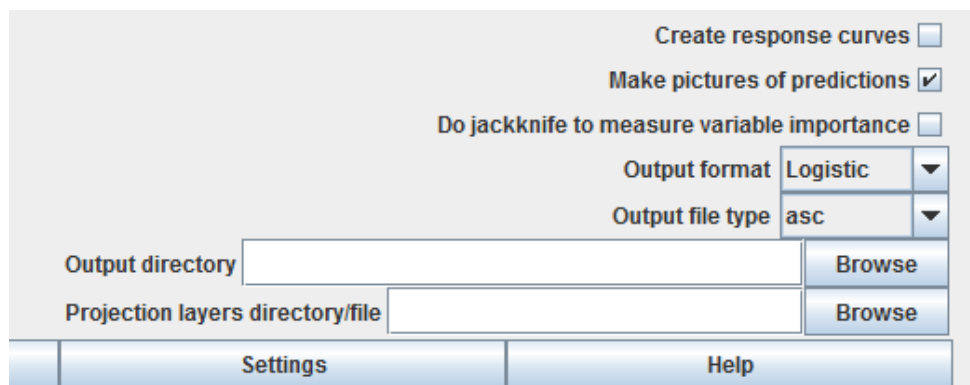 Create response curves
Make pictures of predictions
Do jackknife to measure variable importance
Output format Logistic
Output file type asc
Output directory Browse
Projection layers directory/file Browse
Settings Help